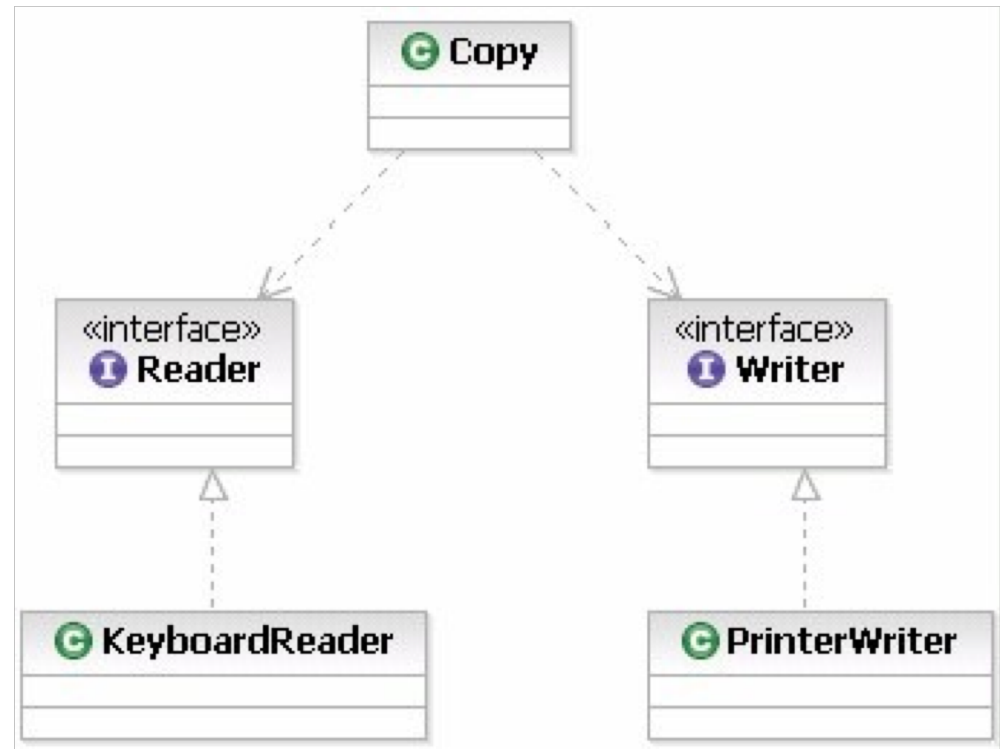 C Copy
«interface»
I Reader
«interface»
I Writer
C KeyboardReader
C PrinterWriter